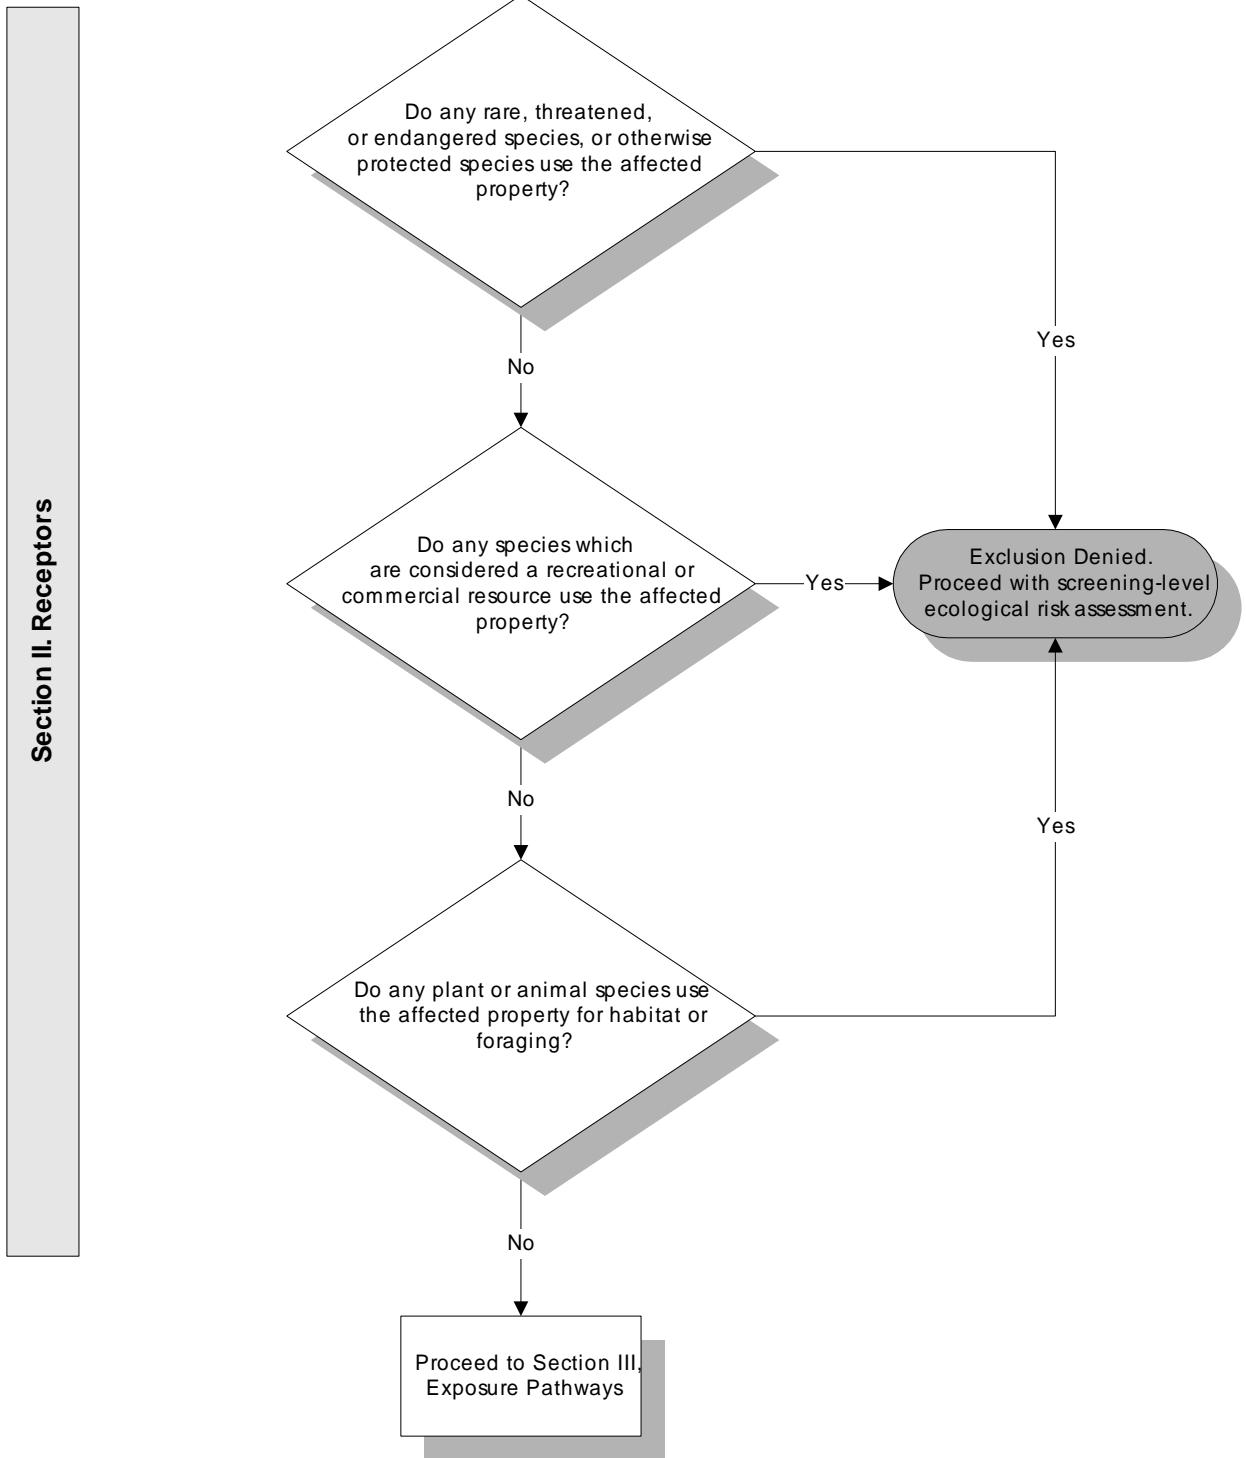 Section II. Receptors
Do any rare, threatened,
or endangered species, or otherwise
protected species use the affected
property?
Yes
No
Do any species which
are considered a recreational or
commercial resource use the affected
property?
Yes
Exclusion Denied.
Proceed with screening-level
ecological risk assessment.
No
Yes
Do any plant or animal species use
the affected property for habitat or
foraging?
No
Proceed to Section III,
Exposure Pathways